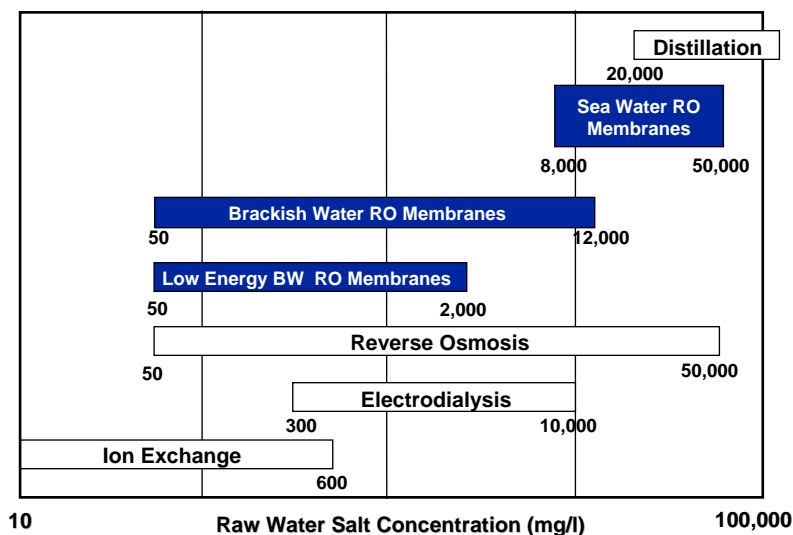 Distillation
20,000
Sea Water RO
Membranes
8,000
50,000
Brackish Water RO Membranes
50
12,000
Low Energy BW RO Membranes
50
2,000
Reverse Osmosis
50
50,000
Electrodialysis
300
10,000
Ion Exchange
600
10
Raw Water Salt Concentration (mg/l)
100,000